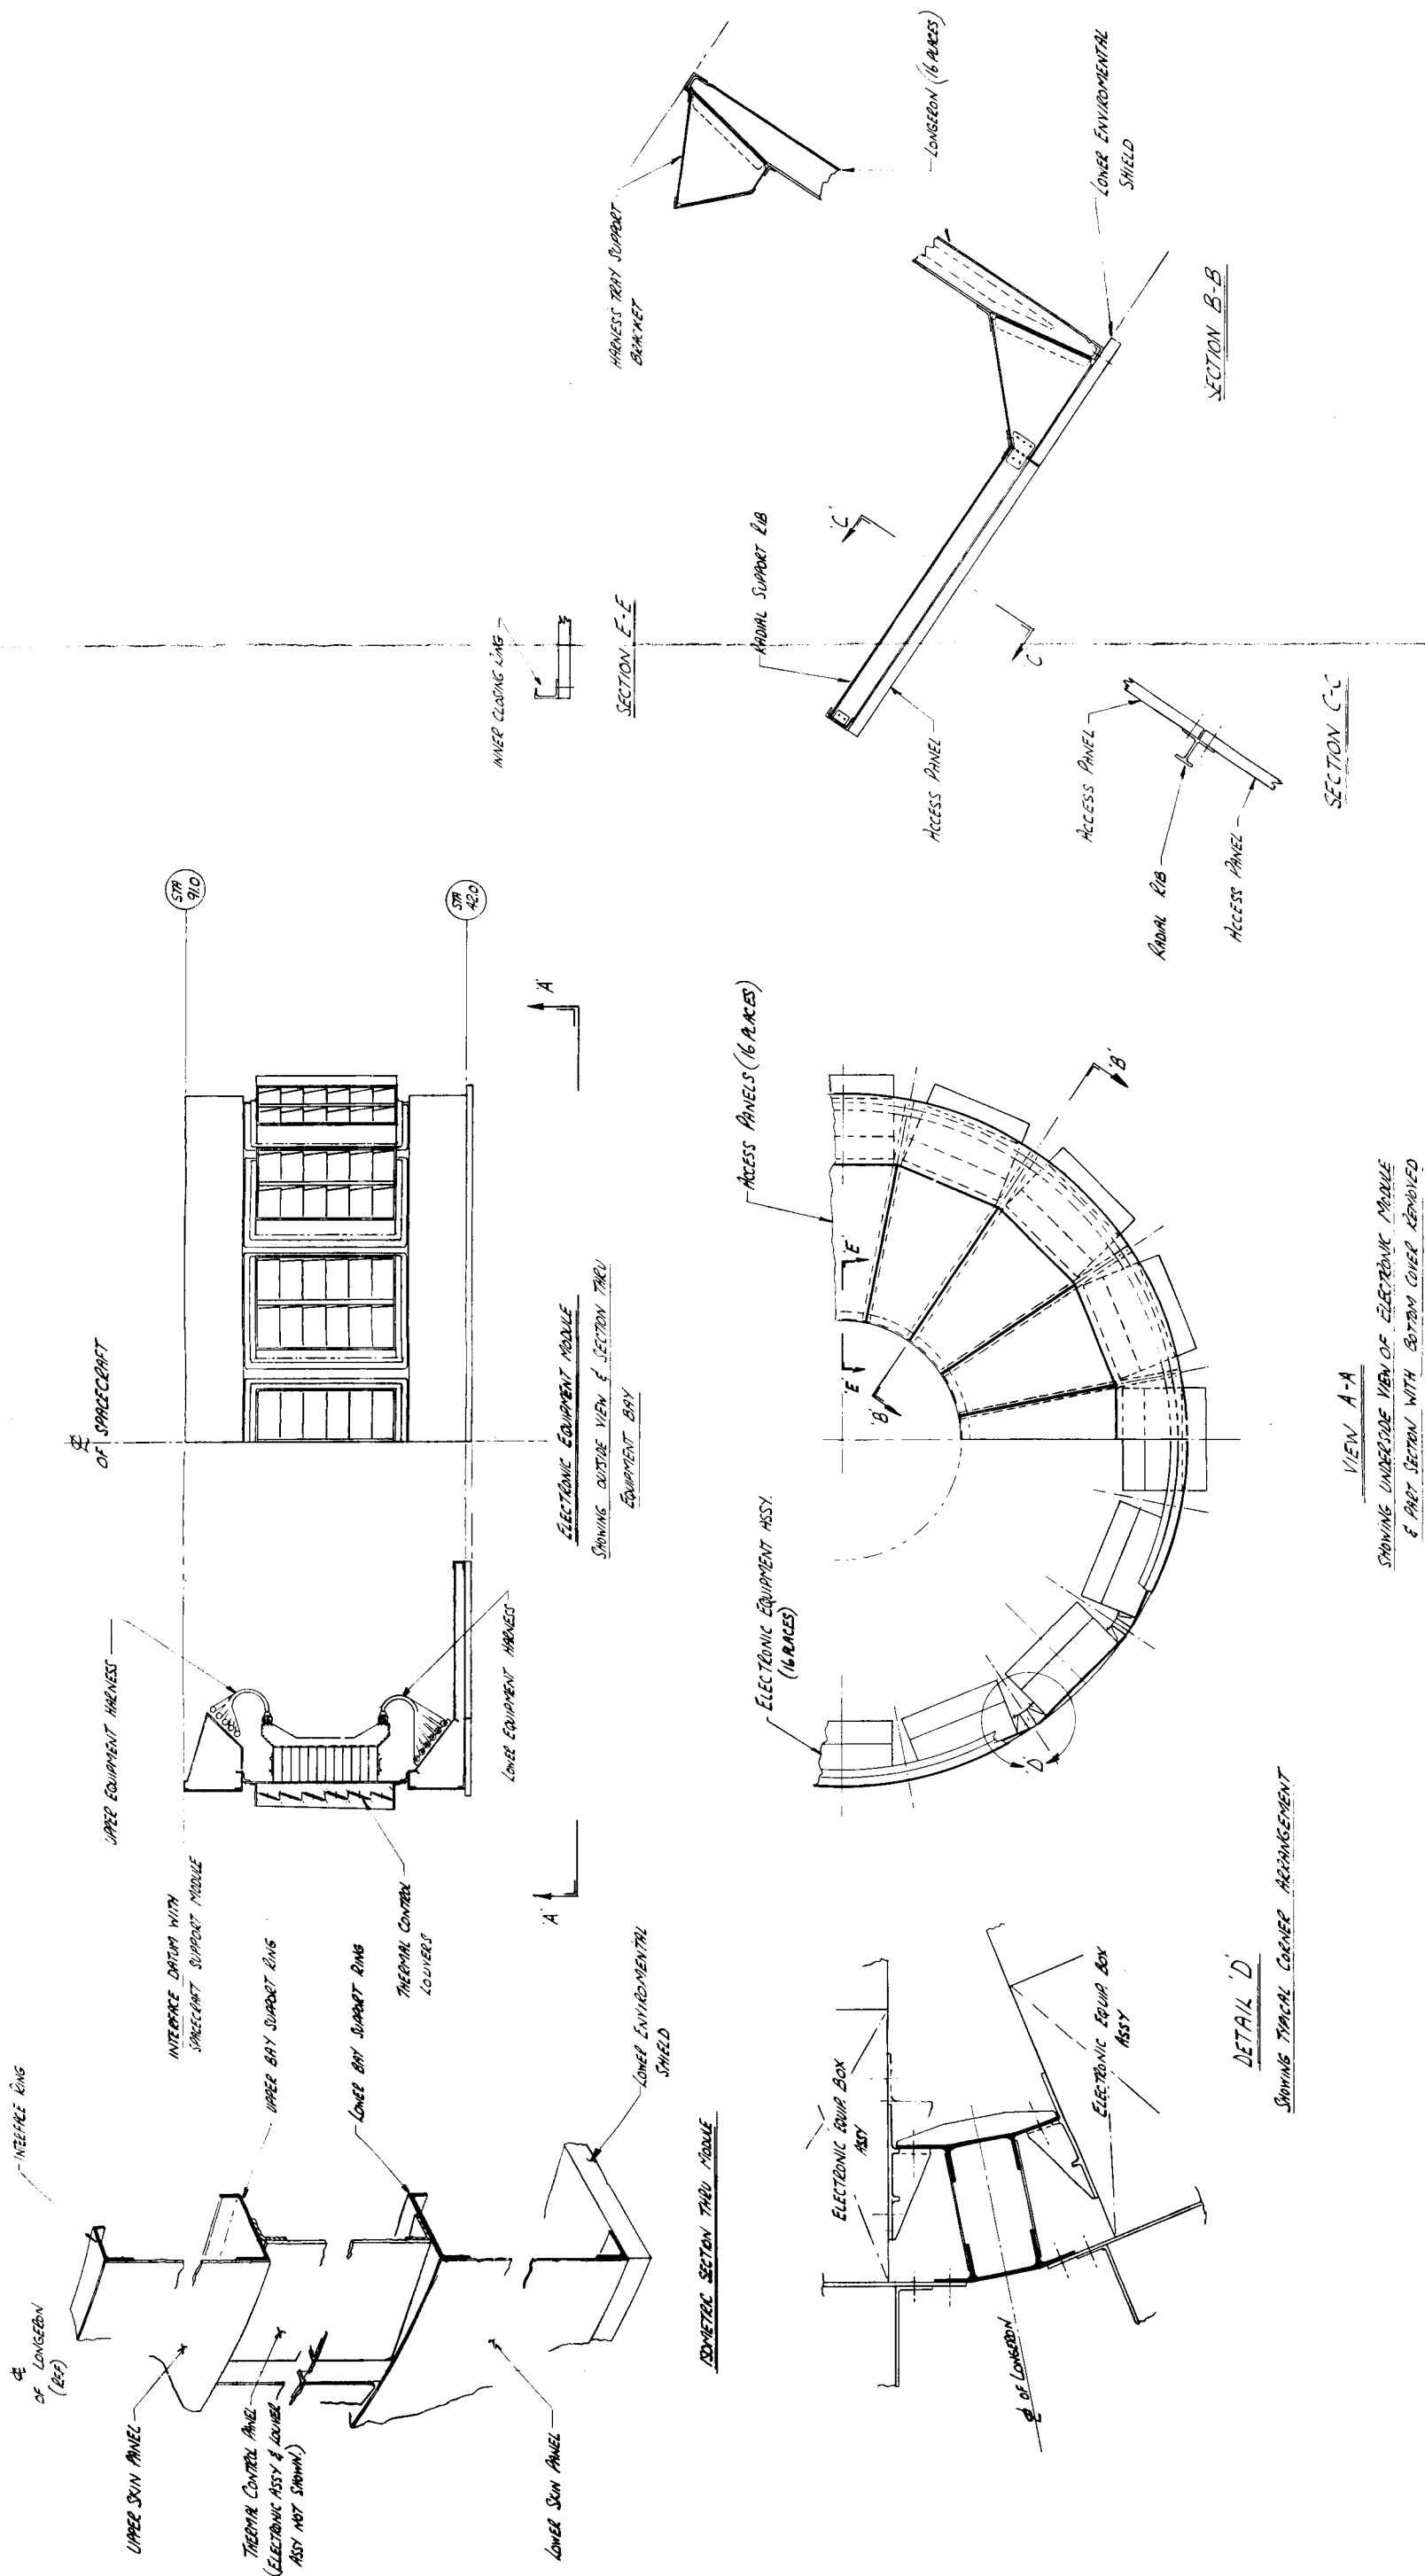 ℄
OF LONGERON
(REF)
INTERFACE RING
UPPER SKIN PANEL
THERMAL CONTROL PANEL
(ELECTRONIC ASSY & LOUVER
ASSY NOT SHOWN.)
LOWER SKIN PANEL
UPPER BAY SUPPORT RING
LOWER BAY SUPPORT RING
LOWER ENVIROMENTAL
SHIELD
ISOMETRIC SECTION THRU MODULE
INTERFACE DATUM WITH
SPACECRAFT SUPPORT MODULE
UPPER EQUIPMENT HARNESS
LOWER EQUIPMENT HARNESS
THERMAL CONTROL
LOUVERS
℄
OF SPACECRAFT
STA
91.0
STA
42.0
'A'
'A'
ELECTRONIC EQUIPMENT MODULE
SHOWING OUTSIDE VIEW & SECTION THRU
EQUIPMENT BAY
INNER CLOSING RING
SECTION E-E
HARNESS TRAY SUPPORT
BRACKET
LONGERON (16 PLACES)
LOWER ENVIROMENTAL
SHIELD
RADIAL SUPPORT RIB
ACCESS PANEL
'C'
'C
SECTION B-B
ACCESS PANEL
RADIAL RIB
ACCESS PANEL
SECTION C-C
ELECTRONIC EQUIP BOX
ASSY
ELECTRONIC EQUIP BOX
ASSY
℄ OF LONGERON
DETAIL 'D'
SHOWING TYPICAL CORNER ARRANGEMENT
ELECTRONIC EQUIPMENT ASSY.
(16 PLACES)
ACCESS PANELS (16 PLACES)
'D'
'E'
'E'
'B'
'B'
VIEW A-A
SHOWING UNDERSIDE VIEW OF ELECTRONIC MODULE
& PART SECTION WITH BOTTOM COVER REMOVED